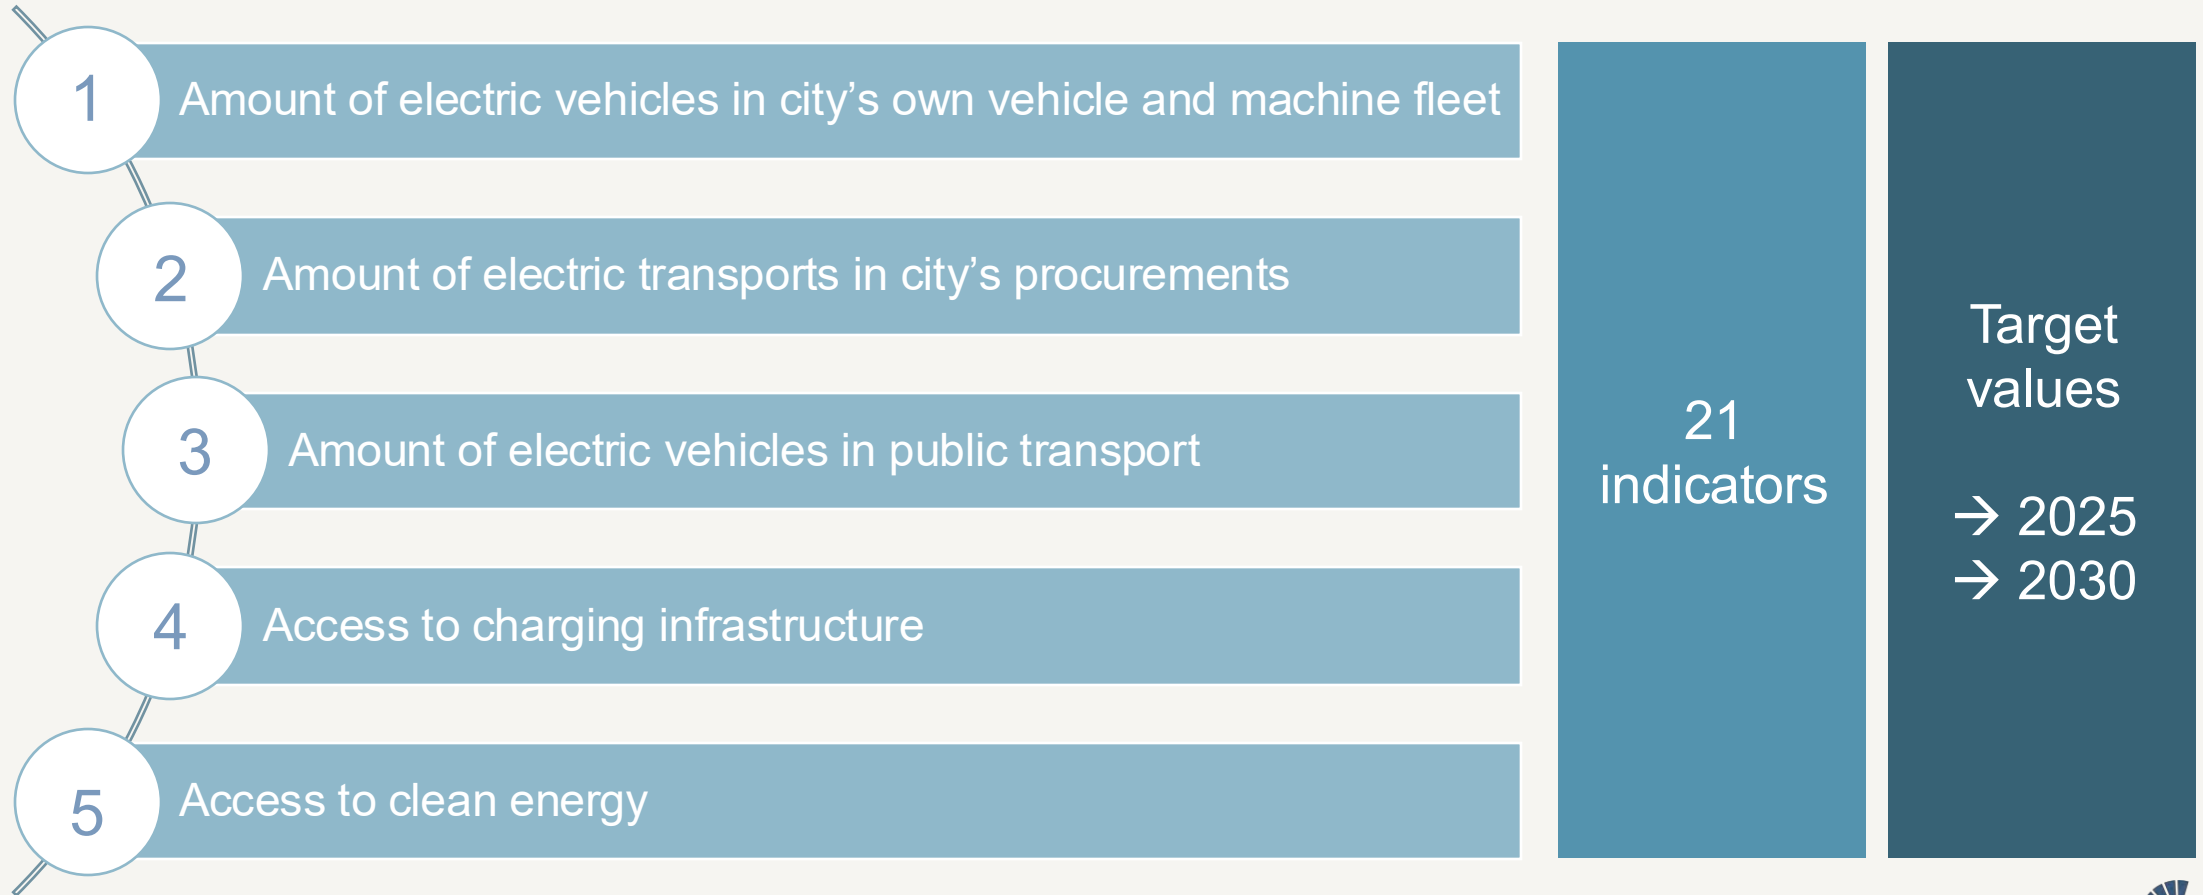 1
Amount of electric vehicles in city’s own vehicle and machine fleet
2
Amount of electric transports in city’s procurements
3
Amount of electric vehicles in public transport
4
Access to charging infrastructure
5
Access to clean energy
21
indicators
Target
values
→ 2025
→ 2030